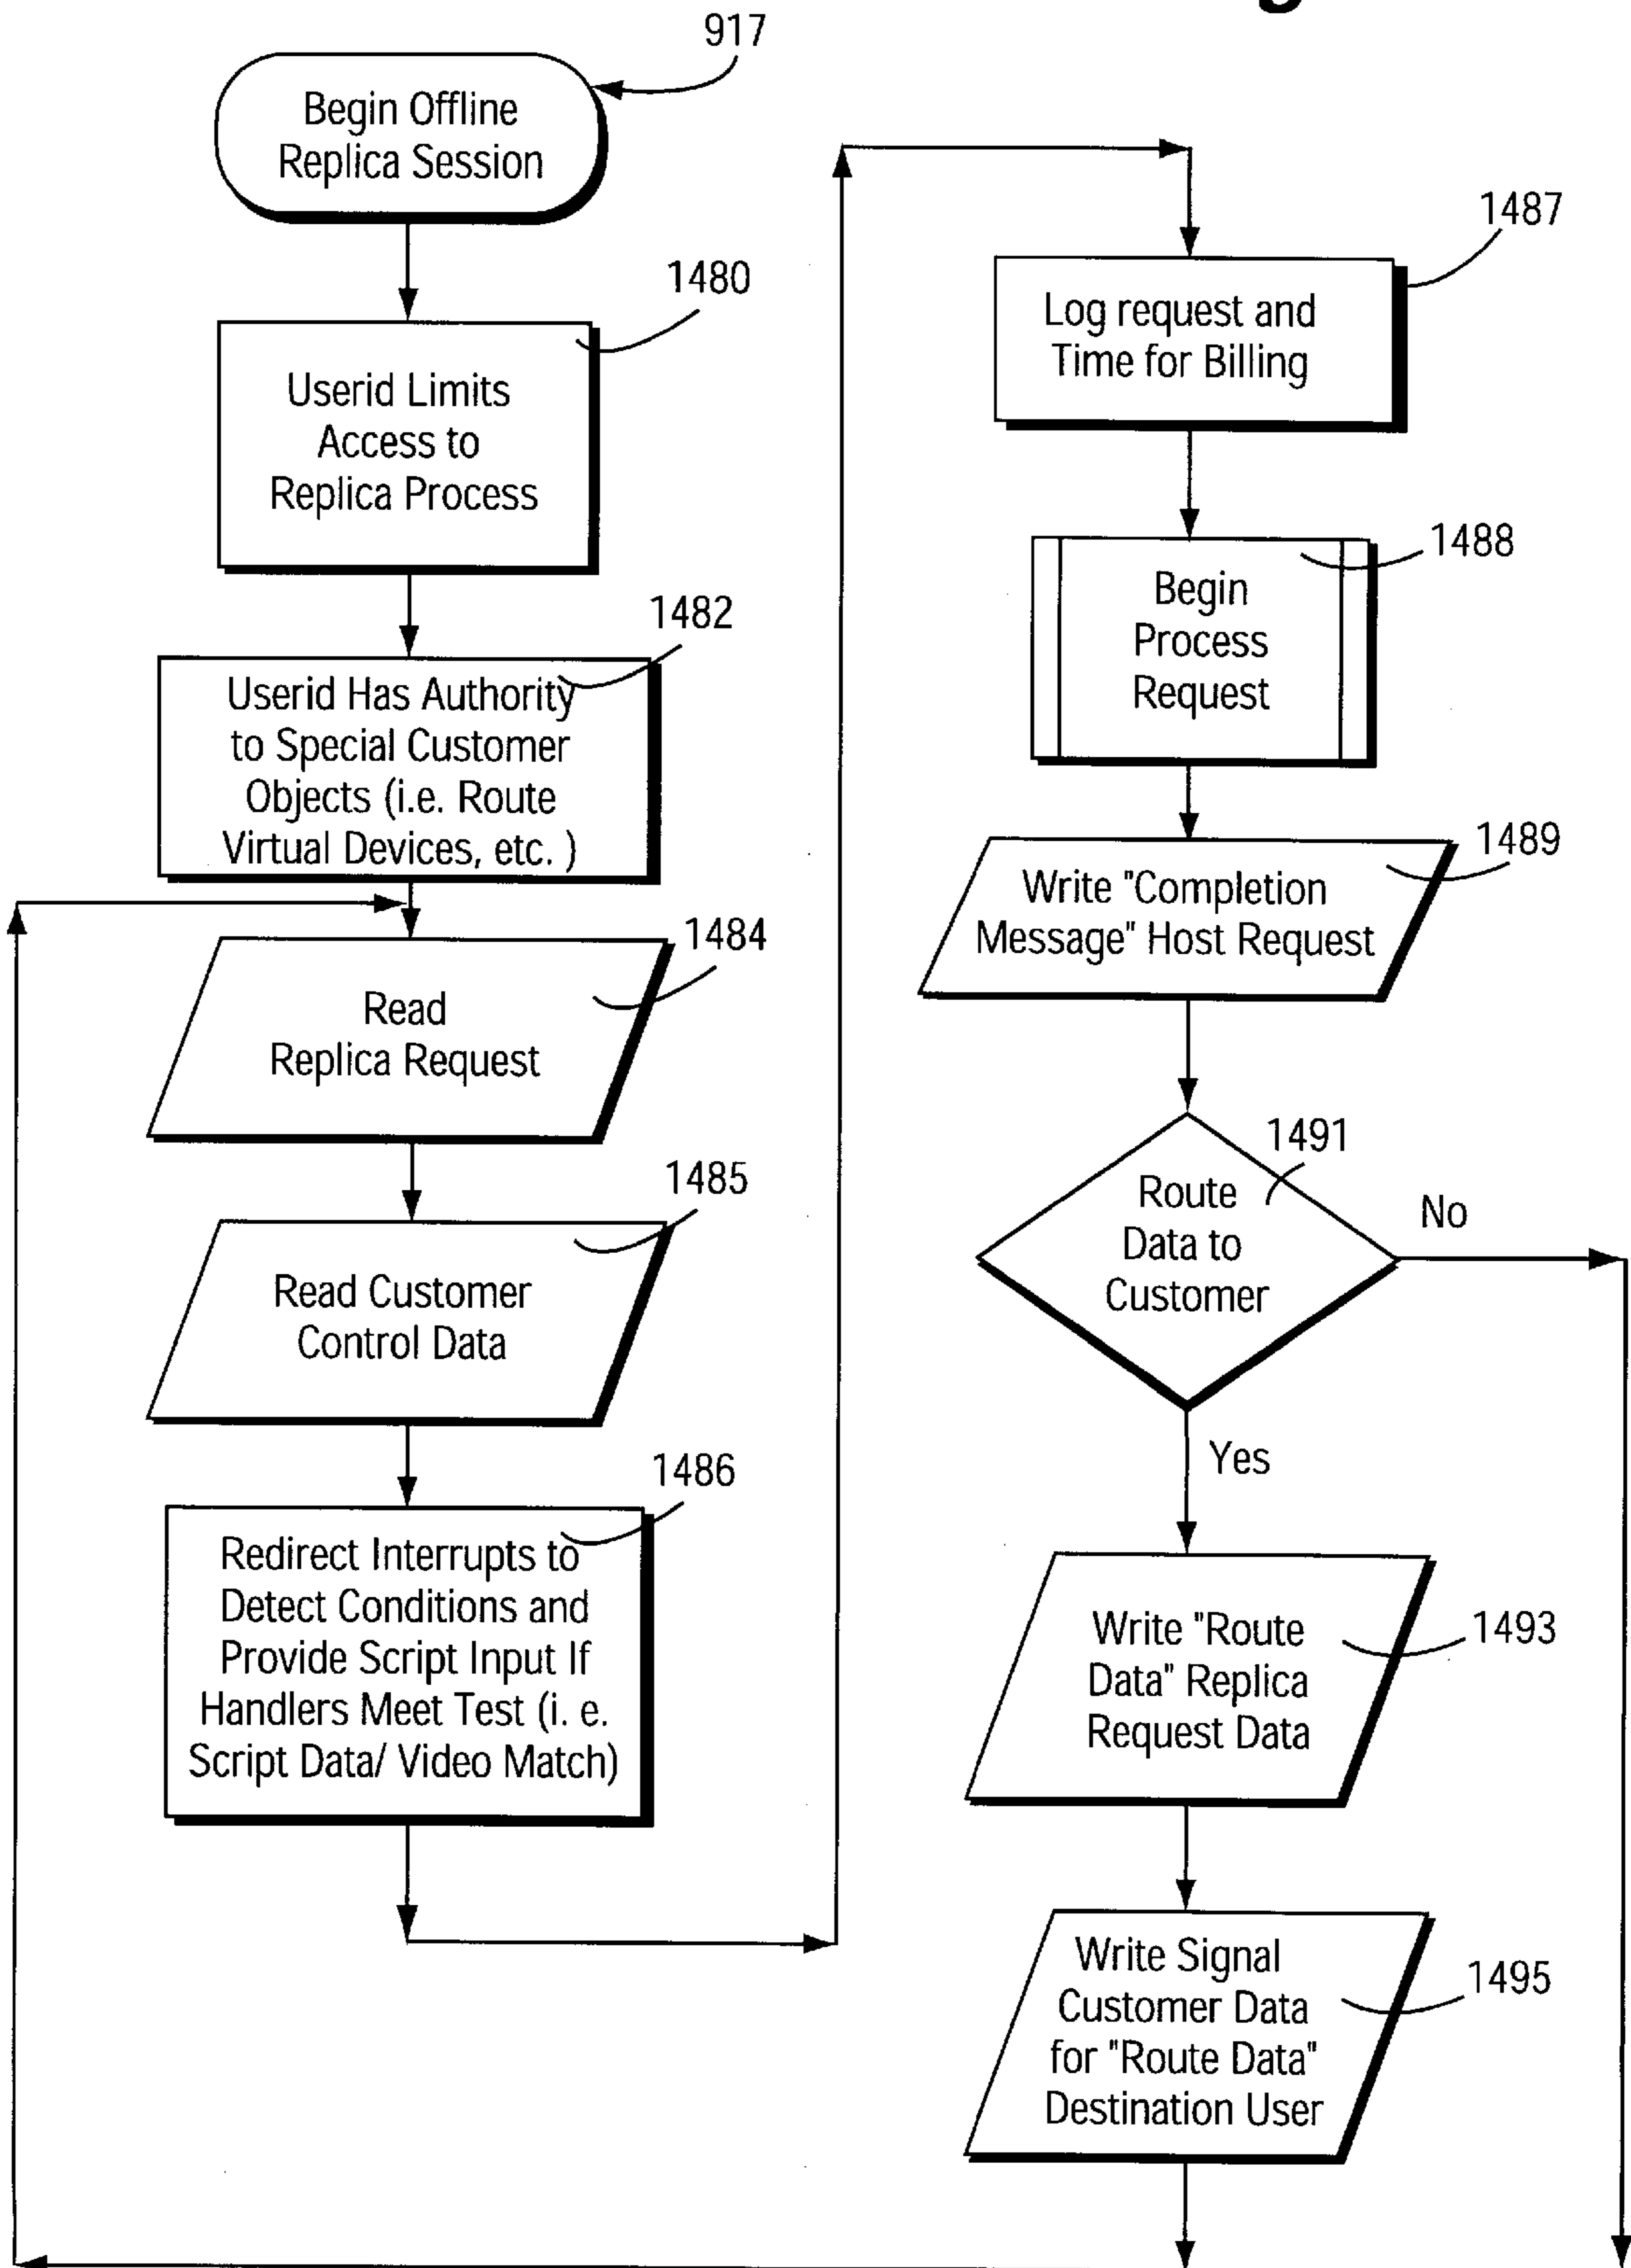 917
Begin Offline
Replica Session
1480
Userid Limits
Access to
Replica Process
1482
Userid Has Authority
to Special Customer
Objects (i.e. Route
Virtual Devices, etc. )
1484
Read
Replica Request
1485
Read Customer
Control Data
1486
Redirect Interrupts to
Detect Conditions and
Provide Script Input If
Handlers Meet Test (i. e.
Script Data/ Video Match)
1487
Log request and
Time for Billing
1488
Begin
Process
Request
1489
Write "Completion
Message" Host Request
1491
Route
Data to
Customer
No
Yes
1493
Write "Route
Data" Replica
Request Data
1495
Write Signal
Customer Data
for "Route Data"
Destination User